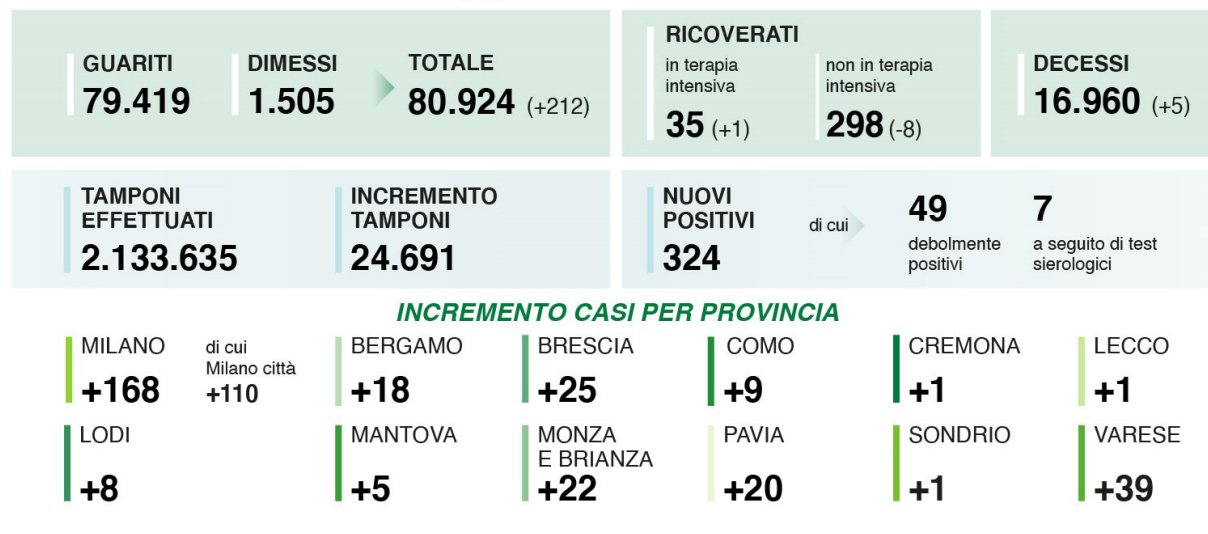 GUARITI
79.419
DIMESSI
1.505
TOTALE
80.924 (+212)
RICOVERATI
in terapia
intensiva
35 (+1)
non in terapia
intensiva
298 (-8)
DECESSI
16.960 (+5)
TAMPONI
EFFETTUATI
2.133.635
INCREMENTO
TAMPONI
24.691
NUOVI
POSITIVI
324
di cui
49
debolmente
positivi
7
a seguito di test
sierologici
INCREMENTO CASI PER PROVINCIA
MILANO
+168
di cui
Milano città
+110
BERGAMO
+18
BRESCIA
+25
COMO
+9
CREMONA
+1
LECCO
+1
LODI
+8
MANTOVA
+5
MONZA
E BRIANZA
+22
PAVIA
+20
SONDRIO
+1
VARESE
+39